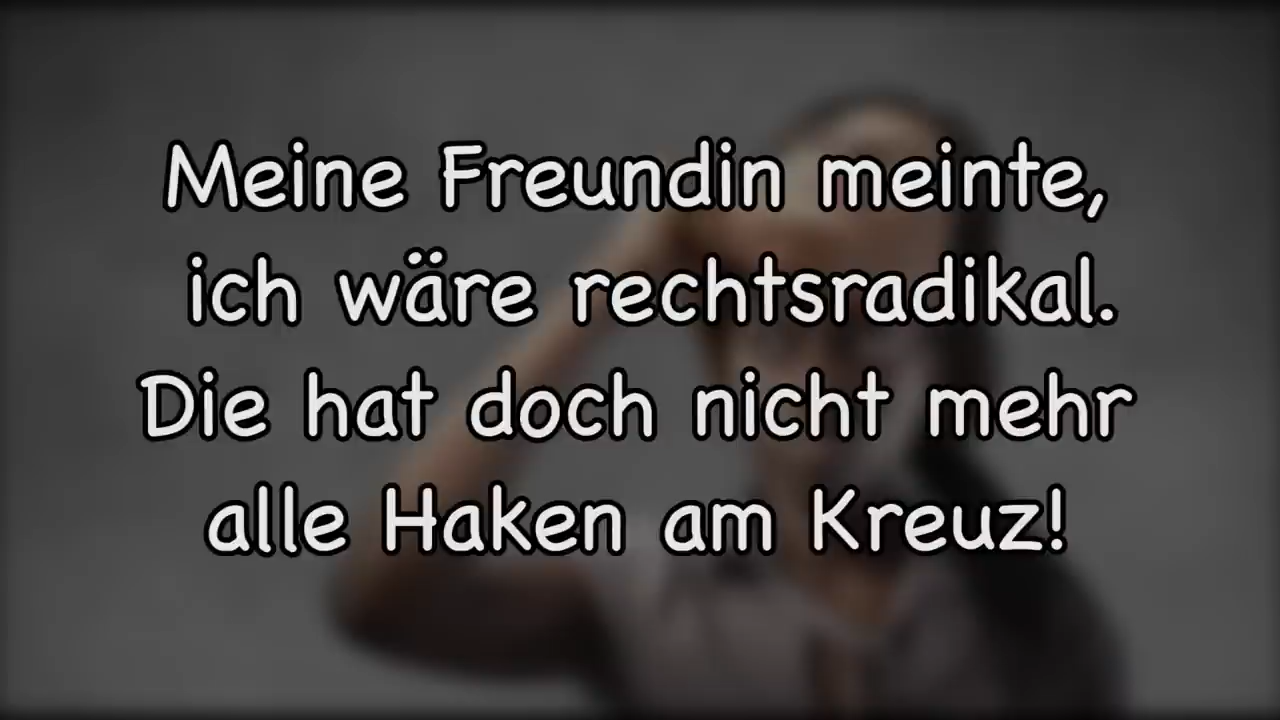 Meine Freundin meinte,
ich wäre rechtsradikal.
Die hat doch nicht mehr
alle Haken am Kreuz!